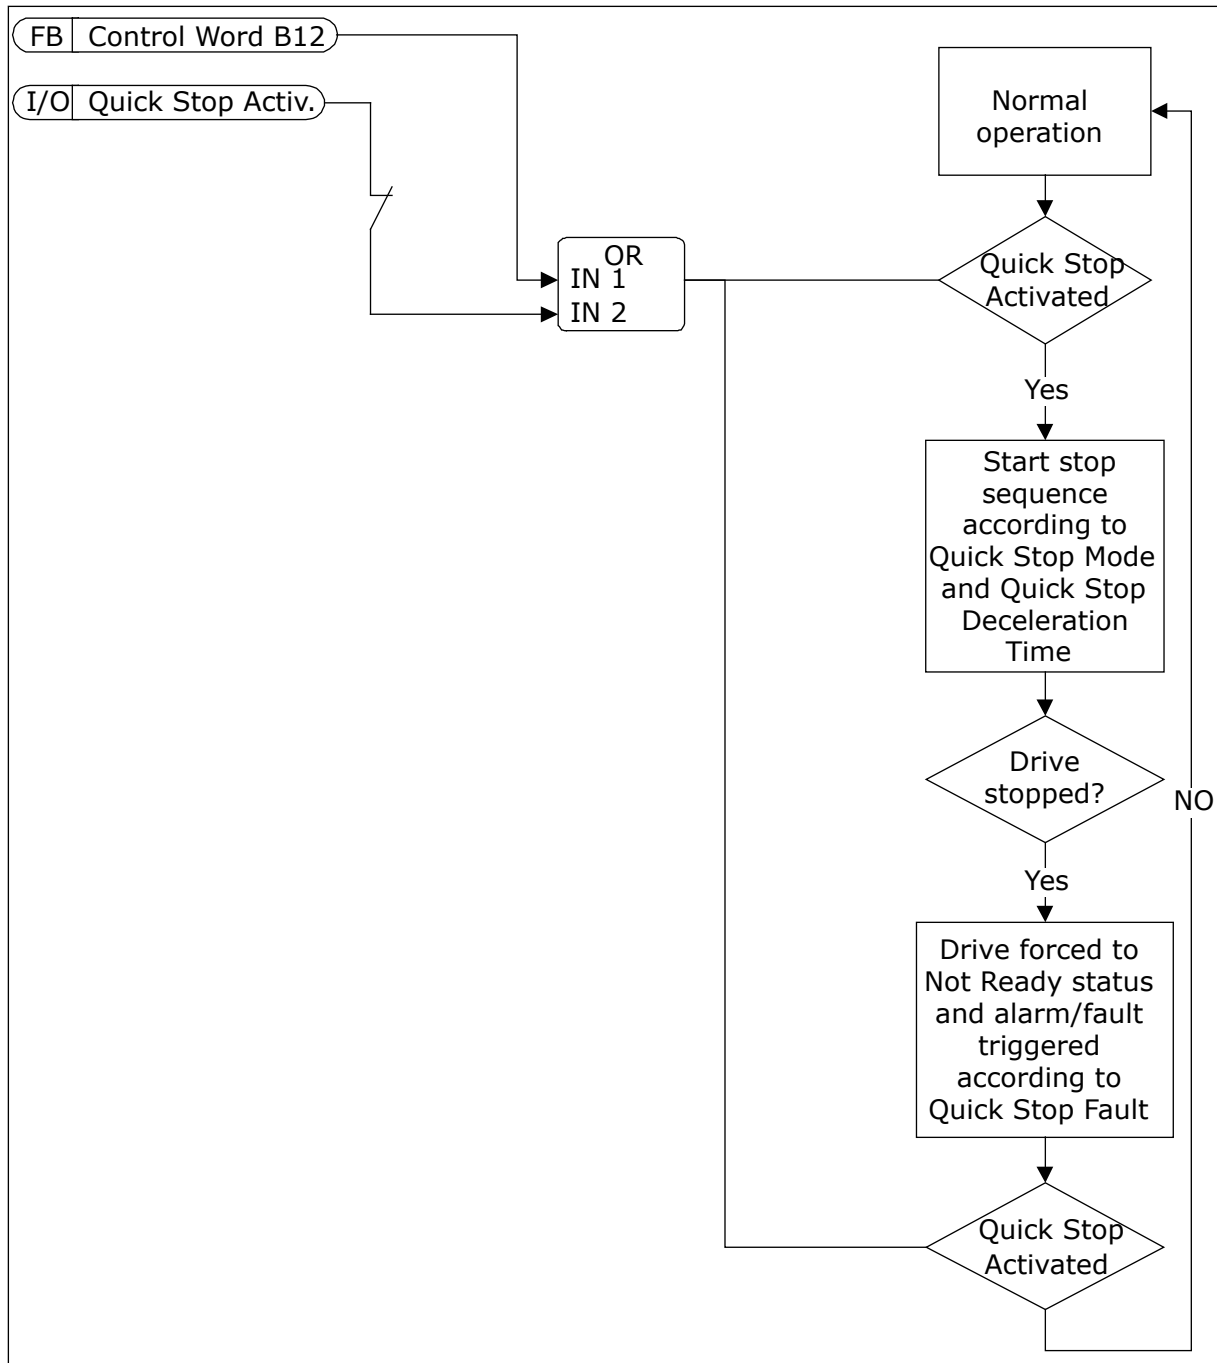 FB Control Word B12
I/O Quick Stop Activ.
OR
IN 1
IN 2
Normal
operation
Quick Stop
Activated
Yes
Start stop
sequence
according to
Quick Stop Mode
and Quick Stop
Deceleration
Time
Drive
stopped?
NO
Yes
Drive forced to
Not Ready status
and alarm/fault
triggered
according to
Quick Stop Fault
Quick Stop
Activated